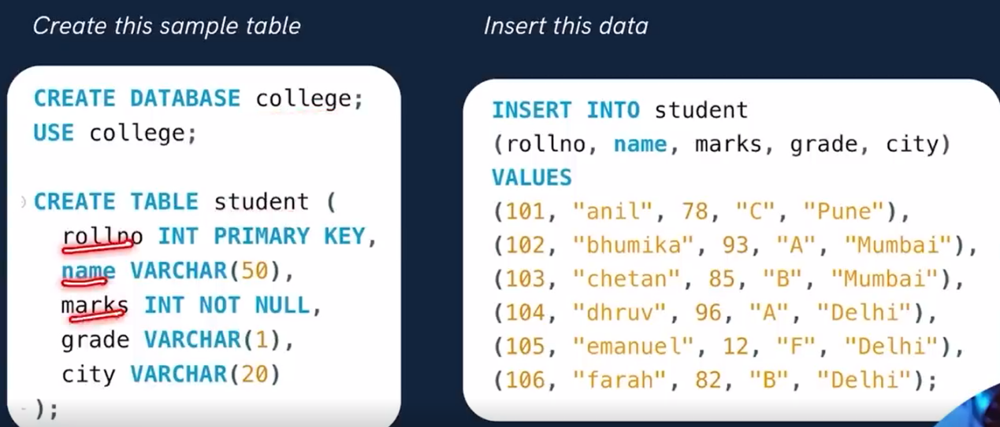 Create this sample table
CREATE DATABASE college;
USE college;
CREATE TABLE student (
rollno INT PRIMARY KEY,
name VARCHAR(50),
marks INT NOT NULL,
grade VARCHAR(1),
city VARCHAR(20)
);
Insert this data
INSERT INTO student
(rollno, name, marks, grade, city)
VALUES
(101, "anil", 78, "C", "Pune"),
(102, "bhumika", 93, "A", "Mumbai"),
(103, "chetan", 85, "B", "Mumbai"),
(104, "dhruv", 96, "A", "Delhi"),
(105, "emanuel", 12, "F", "Delhi"),
(106, "farah", 82, "B", "Delhi");